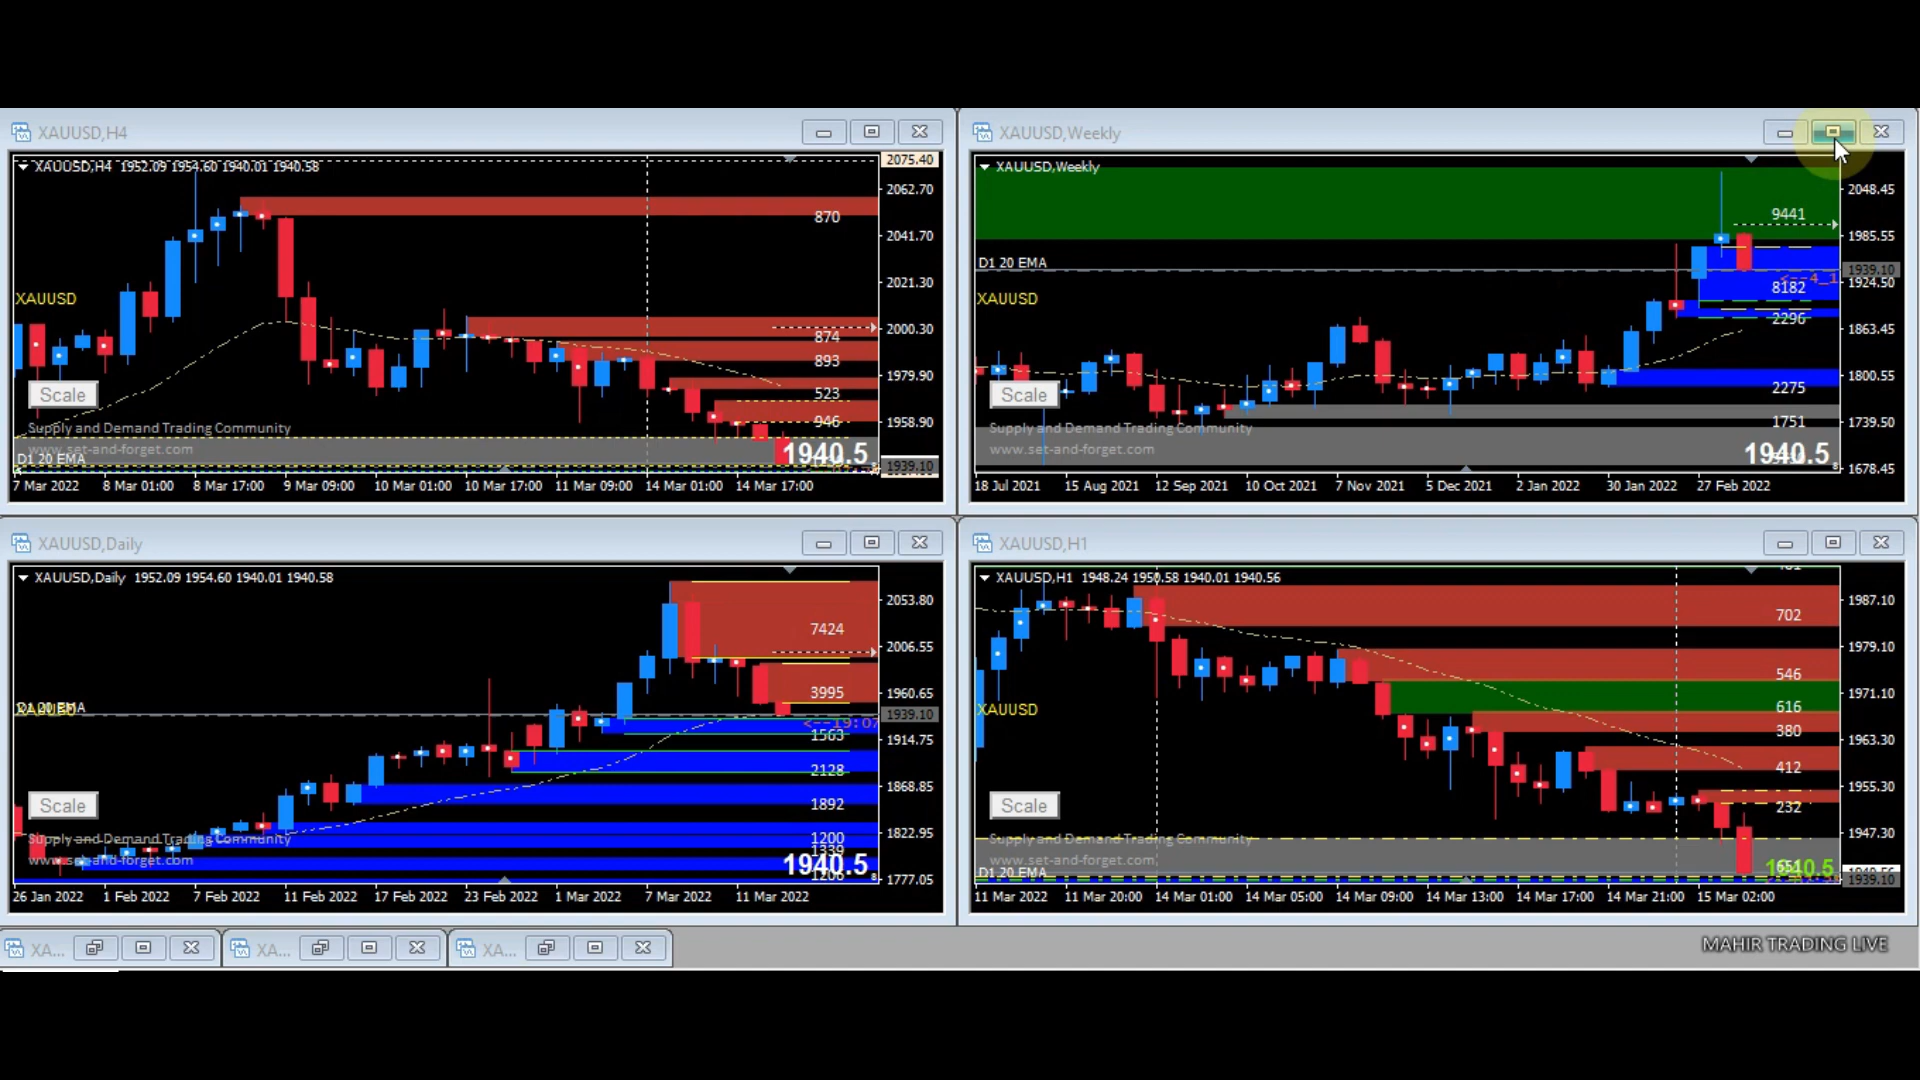 XAUUSD,H4
XAUUSD,H4 1952.09 1954.60 1940.01 1940.58
2075.40
2062.70
2041.70
2021.30
2000.30
1979.90
1958.90
1939.10
870
874
893
523
946
XAUUSD
Scale
Supply and Demand Trading Community
www.set-and-forget.com
D1 20 EMA
1940.5
7 Mar 2022 8 Mar 01:00 8 Mar 17:00 9 Mar 09:00 10 Mar 01:00 10 Mar 17:00 11 Mar 09:00 14 Mar 01:00 14 Mar 17:00
XAUUSD,Weekly
XAUUSD,Weekly
2048.45
1985.55
1939.10
1924.50
1863.45
1800.55
1739.50
1678.45
9441
8182
2296
2275
1751
D1 20 EMA
XAUUSD
Scale
Supply and Demand Trading Community
www.set-and-forget.com
1940.5
18 Jul 2021 15 Aug 2021 12 Sep 2021 10 Oct 2021 7 Nov 2021 5 Dec 2021 2 Jan 2022 30 Jan 2022 27 Feb 2022
XAUUSD,Daily
XAUUSD,Daily 1952.09 1954.60 1940.01 1940.58
2053.80
2006.55
1960.65
1939.10
1914.75
1868.85
1822.95
1777.05
7424
3995
1563
2128
1892
1200
1339
1206
D1 20 EMA
Scale
Supply and Demand Trading Community
www.set-and-forget.com
1940.5
26 Jan 2022 1 Feb 2022 7 Feb 2022 11 Feb 2022 17 Feb 2022 23 Feb 2022 1 Mar 2022 7 Mar 2022 11 Mar 2022
XAUUSD,H1
XAUUSD,H1 1948.24 1950.58 1940.01 1940.56
1987.10
1979.10
1971.10
1963.30
1955.30
1947.30
1939.10
702
546
616
380
412
232
XAUUSD
Scale
Supply and Demand Trading Community
www.set-and-forget.com
D1 20 EMA
1940.5
11 Mar 2022 11 Mar 20:00 14 Mar 01:00 14 Mar 05:00 14 Mar 09:00 14 Mar 13:00 14 Mar 17:00 14 Mar 21:00 15 Mar 02:00
XA... XA... XA...
MAHIR TRADING LIVE